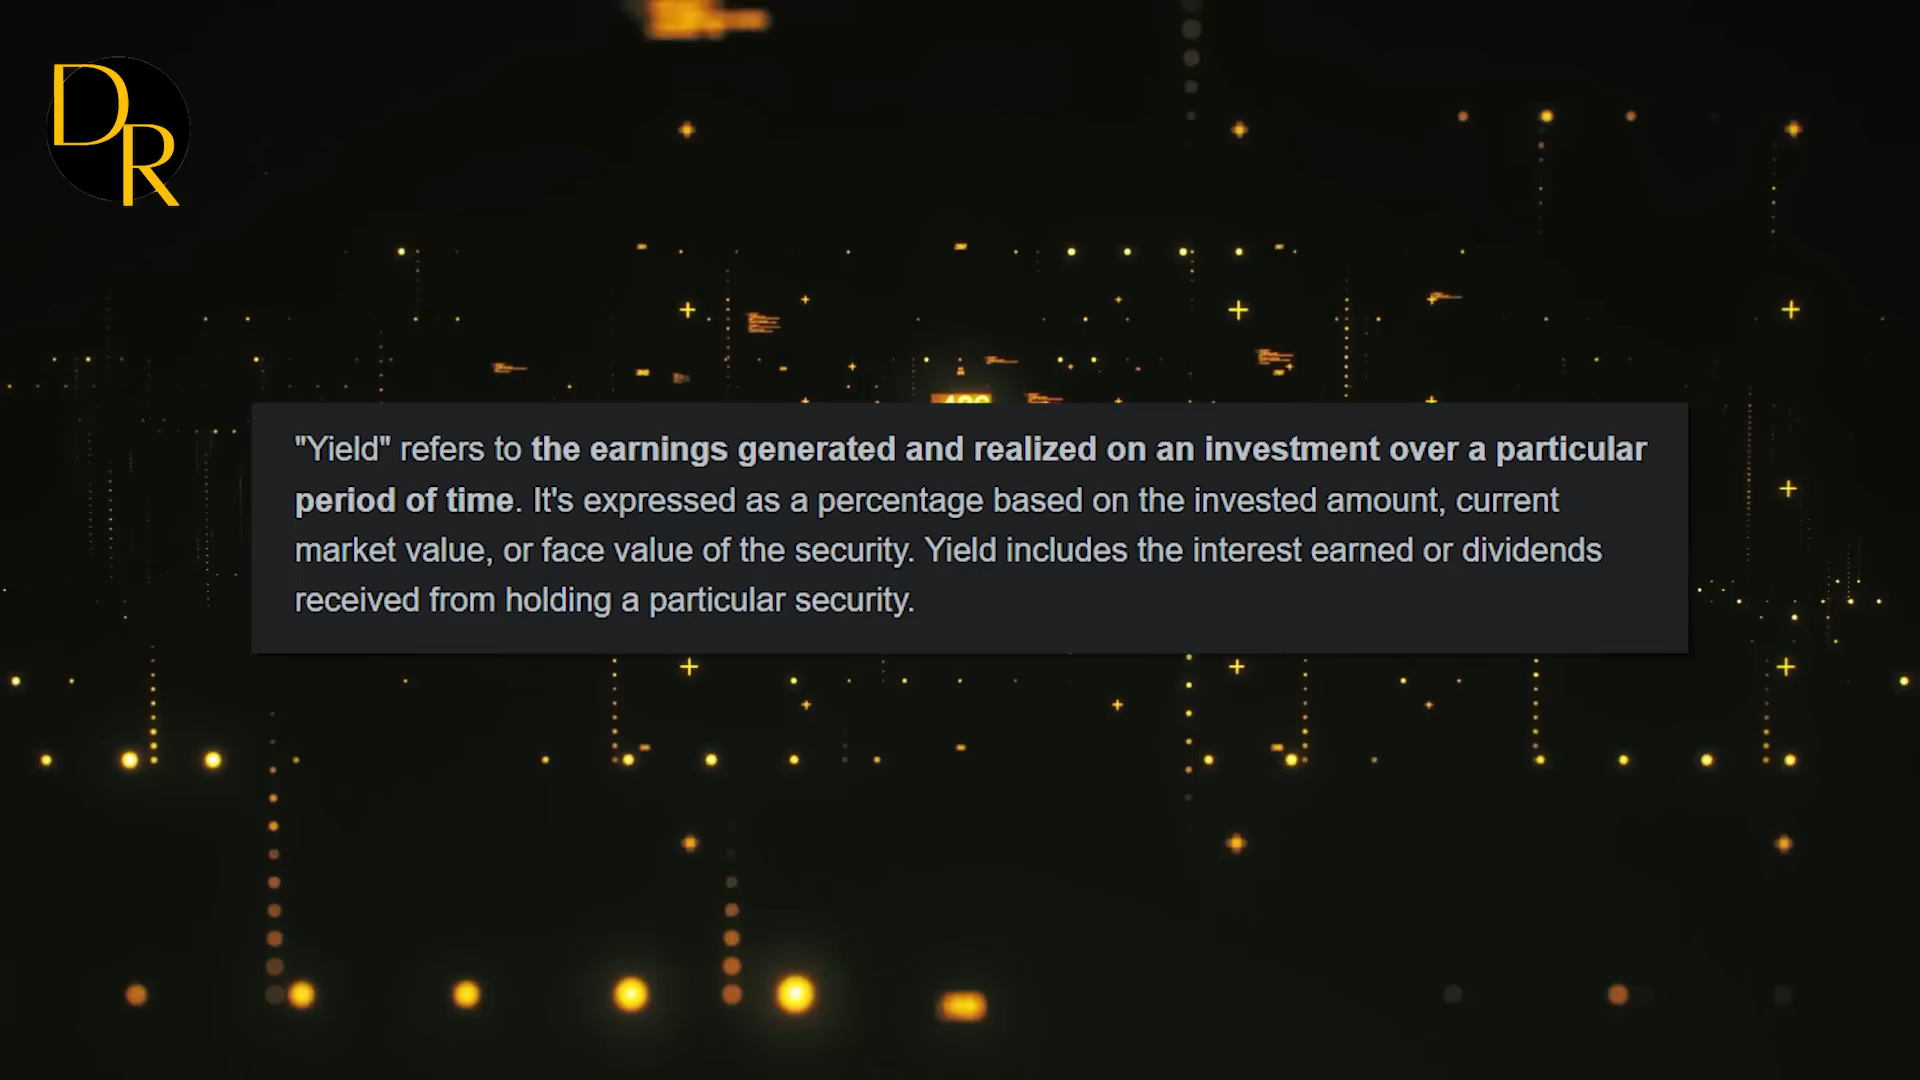 DR
"Yield" refers to the earnings generated and realized on an investment over a particular
period of time. It's expressed as a percentage based on the invested amount, current
market value, or face value of the security. Yield includes the interest earned or dividends
received from holding a particular security.